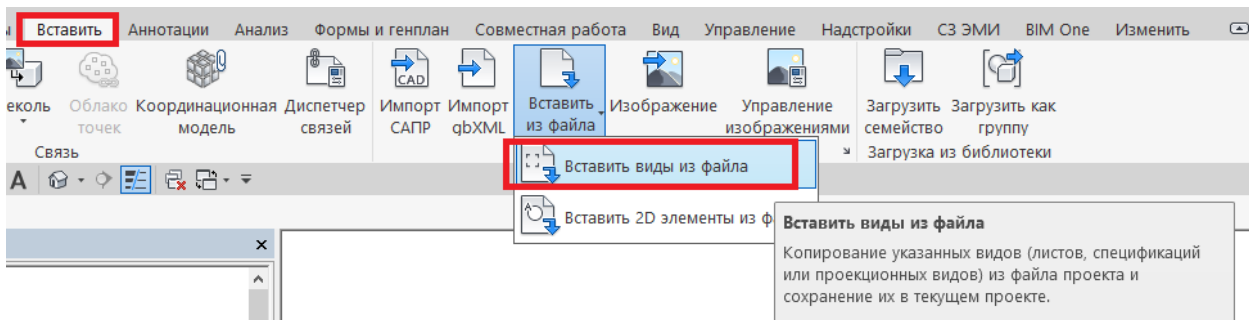 Вставить Аннотации Анализ Формы и генплан Совместная работа Вид Управление Надстройки СЗ ЭМИ BIM One Изменить
CAD
Облако Координационная Диспетчер Импорт Импорт Вставить Изображение Управление Загрузить Загрузить как
точек модель связей САПР gbXML из файла изображениями семейство группу
Связь Загрузка из библиотеки
Вставить виды из файла
A
Вставить 2D элементы из ф
Вставить виды из файла
Копирование указанных видов (листов, спецификаций
или проекционных видов) из файла проекта и
сохранение их в текущем проекте.